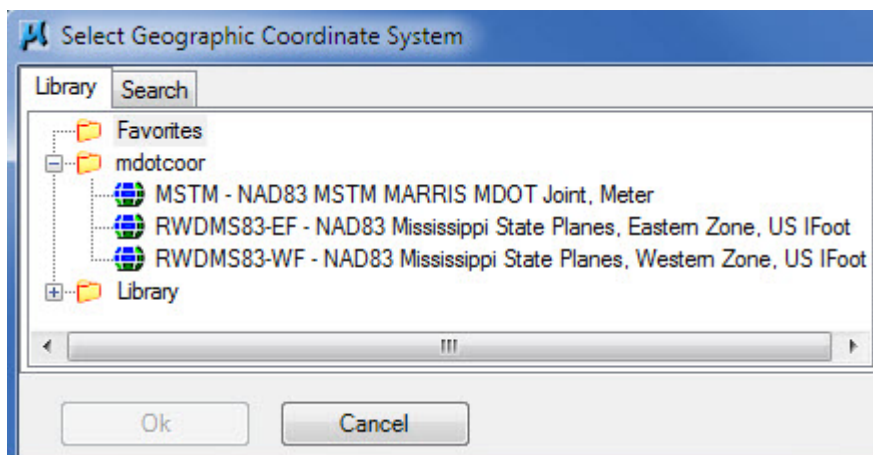 Select Geographic Coordinate System
Library Search
Favorites
mdotcoor
MSTM - NAD83 MSTM MARRIS MDOT Joint, Meter
RWDMS83-EF - NAD83 Mississippi State Planes, Eastern Zone, US IFoot
RWDMS83-WF - NAD83 Mississippi State Planes, Western Zone, US IFoot
Library
Ok Cancel